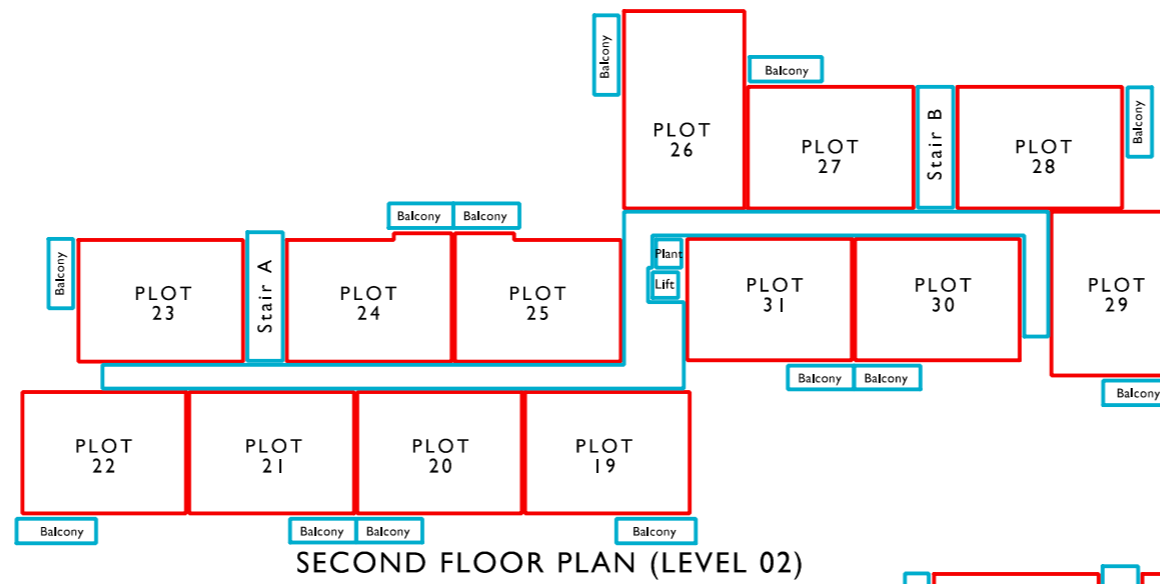 Balcony
PLOT
26
Balcony
PLOT
27
Stair B
PLOT
28
Balcony
Balcony
PLOT
23
Stair A
Balcony
Balcony
PLOT
24
PLOT
25
Plant
Lift
PLOT
31
PLOT
30
PLOT
29
Balcony
Balcony
Balcony
PLOT
22
PLOT
21
PLOT
20
PLOT
19
Balcony
Balcony
Balcony
Balcony
SECOND FLOOR PLAN (LEVEL 02)